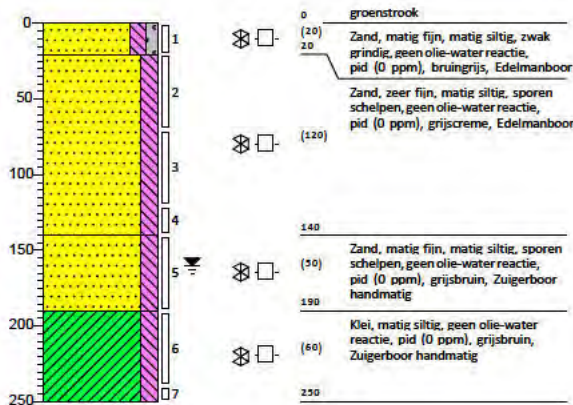 0
50
100
150
200
250
1
2
3
4
5
6
7
0
groenstrook
(20)
Zand, matig fijn, matig siltig, zwak
grindig, geen olie-water reactie,
pid (0 ppm), bruingrijs, Edelmanboor
20
Zand, zeer fijn, matig siltig, sporen
schelpen, geen olie-water reactie,
pid (0 ppm), grijscreme, Edelmanboor
(120)
140
Zand, matig fijn, matig siltig, sporen
schelpen, geen olie-water reactie,
pid (0 ppm), grijsbruin, Zuigerboor
handmatig
(50)
190
Klei, matig siltig, geen olie-water
reactie, pid (0 ppm), grijsbruin,
Zuigerboor handmatig
(60)
250